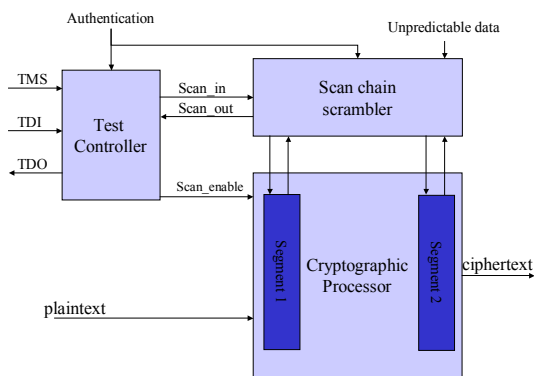 Authentication
Unpredictable data
TMS
Scan_in
Scan chain
scrambler
Scan_out
TDI
Test
Controller
TDO
Scan_enable
Segment 1
Cryptographic
Processor
Segment 2
ciphertext
plaintext